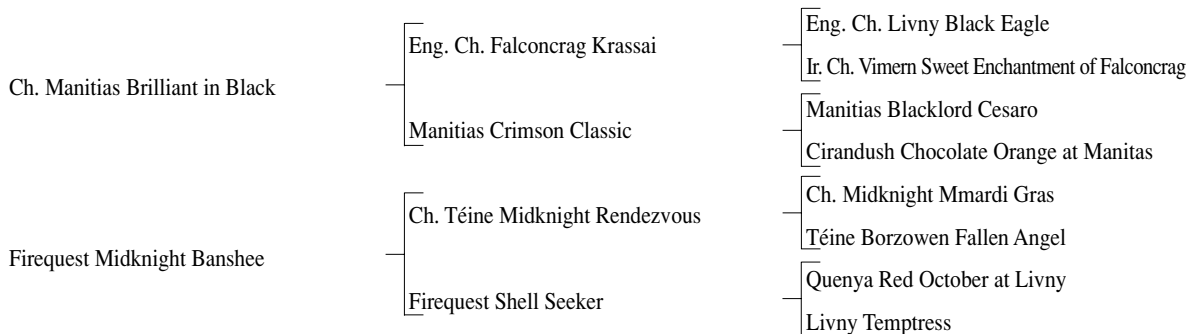 Eng. Ch. Livny Black Eagle
Eng. Ch. Falconcrag Krassai
Ir. Ch. Vimern Sweet Enchantment of Falconcrag
Ch. Manitias Brilliant in Black
Manitias Blacklord Cesaro
Manitias Crimson Classic
Cirandush Chocolate Orange at Manitas
Ch. Midknight Mmardi Gras
Ch. Téine Midknight Rendezvous
Téine Borzowen Fallen Angel
Firequest Midknight Banshee
Quenya Red October at Livny
Firequest Shell Seeker
Livny Temptress